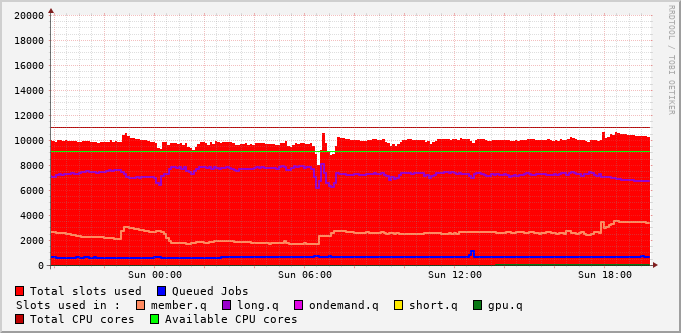 20000
18000
16000
14000
12000
10000
8000
6000
4000
2000
0
Sun 00:00 Sun 06:00 Sun 12:00 Sun 18:00
RRDTOOL / TOBI OETIKER
Total slots used Queued Jobs
Slots used in : member.q long.q ondemand.q short.q gpu.q
Total CPU cores Available CPU cores